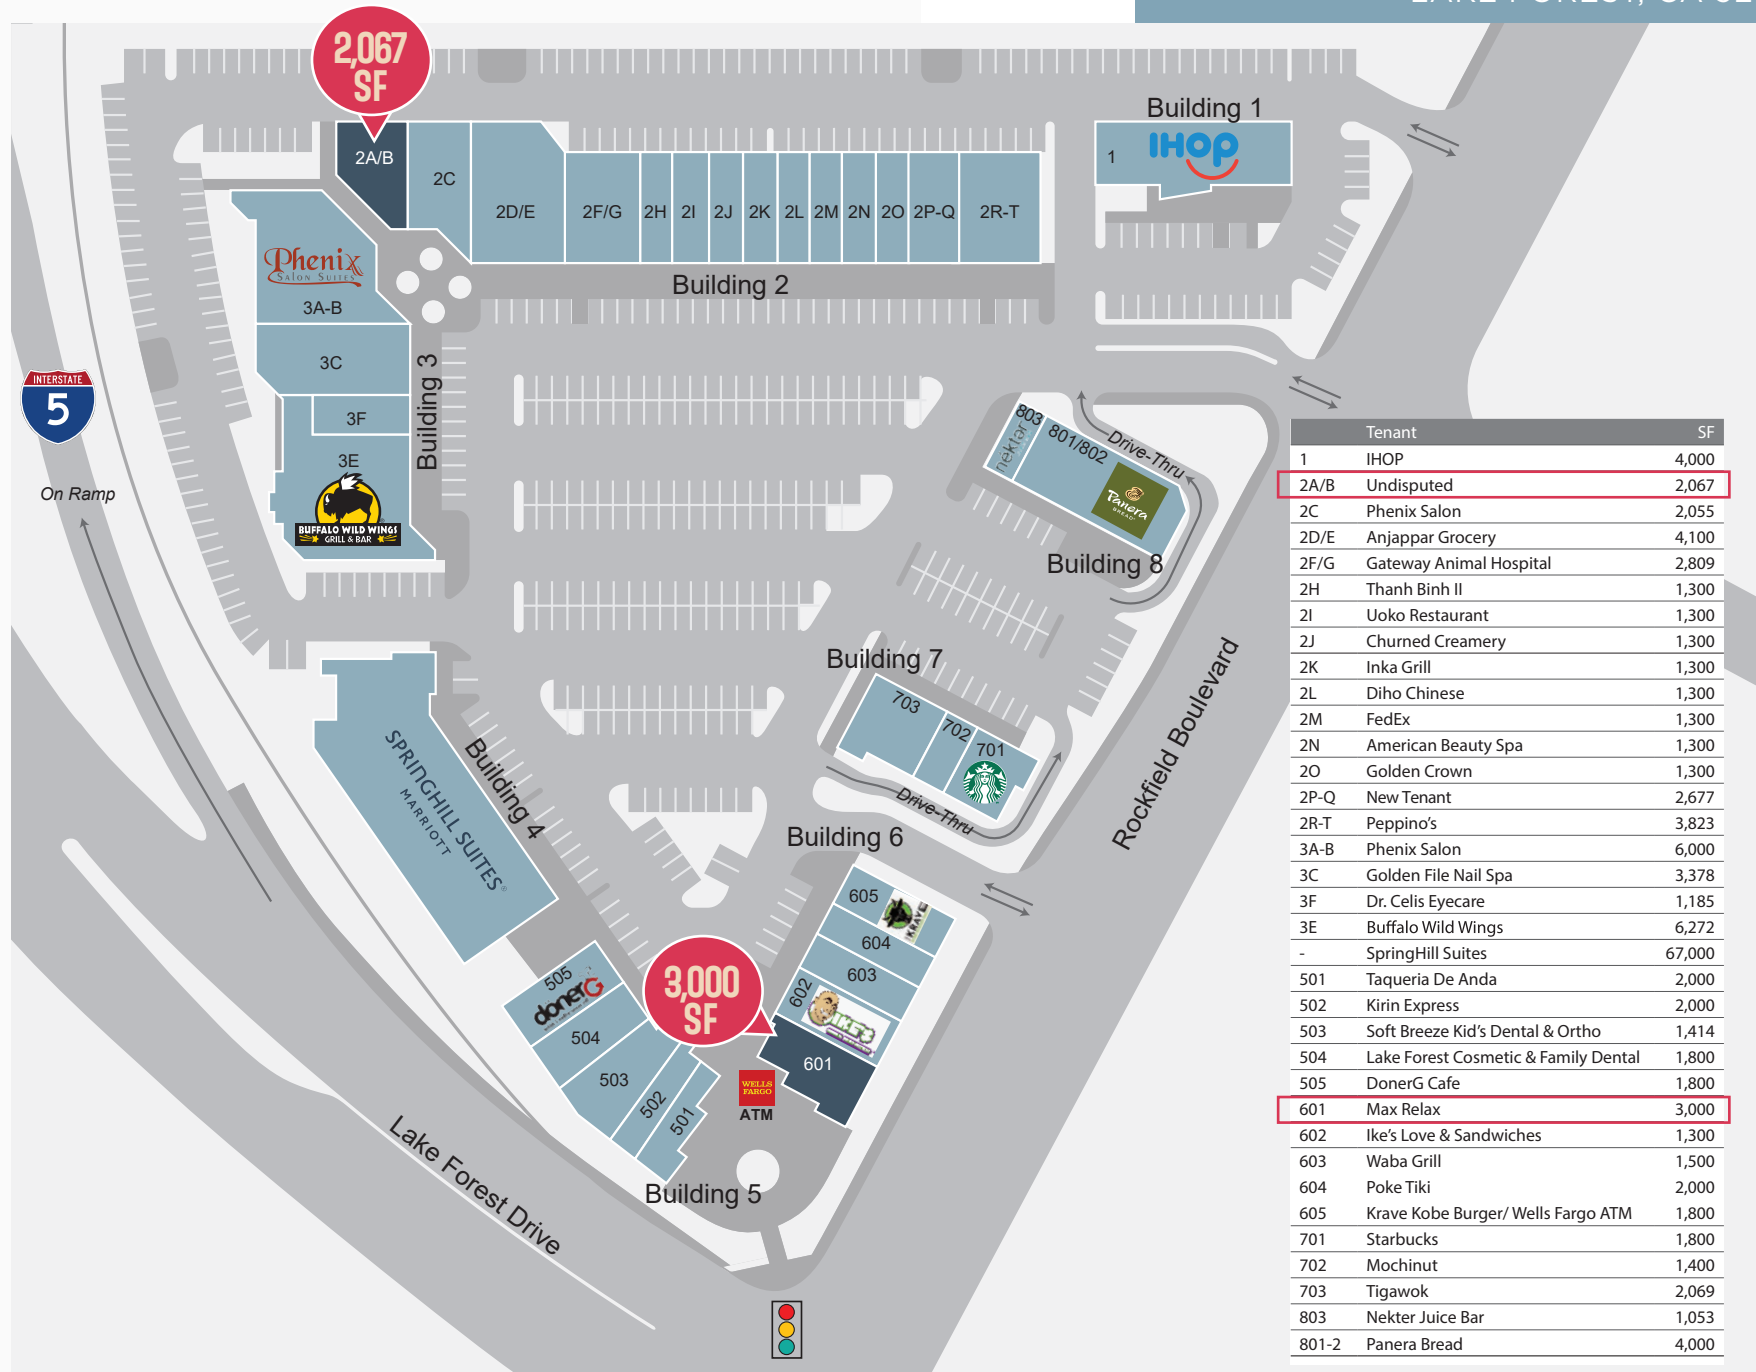 2,067
SF
Building 1
1
IHOP
2A/B
2C
2D/E
2F/G
2H
2I
2J
2K
2L
2M
2N
2O
2P-Q
2R-T
Building 2
Phenix
SALON SUITES
3A-B
3C
3F
3E
BUFFALO WILD WINGS
GRILL & BAR
Building 3
INTERSTATE
5
On Ramp
803
nekter
801/802
Drive-Thru
Panera
BREAD
Building 8
Building 7
703
702
701
Drive-Thru
Rockfield Boulevard
SPRINGHILL SUITES®
MARRIOTT
Building 4
Building 6
605
KRAVE
604
603
602
IKE'S
601
3,000
SF
505
donerG
504
503
502
501
WELLS
FARGO
ATM
Building 5
Lake Forest Drive
Tenant SF
1 IHOP 4,000
2A/B Undisputed 2,067
2C Phenix Salon 2,055
2D/E Anjappar Grocery 4,100
2F/G Gateway Animal Hospital 2,809
2H Thanh Binh II 1,300
2I Uoko Restaurant 1,300
2J Churned Creamery 1,300
2K Inka Grill 1,300
2L Diho Chinese 1,300
2M FedEx 1,300
2N American Beauty Spa 1,300
2O Golden Crown 1,300
2P-Q New Tenant 2,677
2R-T Peppino’s 3,823
3A-B Phenix Salon 6,000
3C Golden File Nail Spa 3,378
3F Dr. Celis Eyecare 1,185
3E Buffalo Wild Wings 6,272
- SpringHill Suites 67,000
501 Taqueria De Anda 2,000
502 Kirin Express 2,000
503 Soft Breeze Kid’s Dental & Ortho 1,414
504 Lake Forest Cosmetic & Family Dental 1,800
505 DonerG Cafe 1,800
601 Max Relax 3,000
602 Ike’s Love & Sandwiches 1,300
603 Waba Grill 1,500
604 Poke Tiki 2,000
605 Krave Kobe Burger/ Wells Fargo ATM 1,800
701 Starbucks 1,800
702 Mochinut 1,400
703 Tigawok 2,069
803 Nekter Juice Bar 1,053
801-2 Panera Bread 4,000